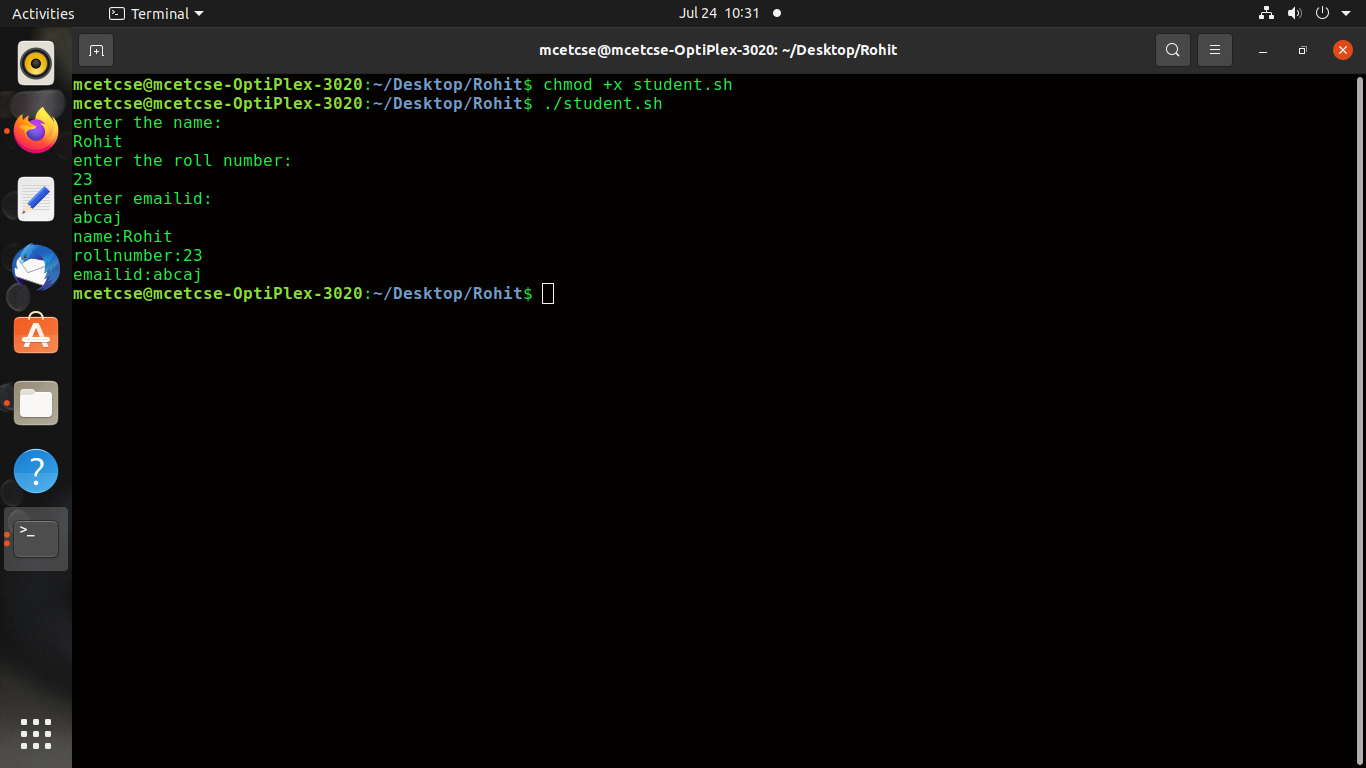 Activities
Terminal
Jul 24 10:31
mcetcse@mcetcse-OptiPlex-3020: ~/Desktop/Rohit
mcetcse@mcetcse-OptiPlex-3020:~/Desktop/Rohit$ chmod +x student.sh
mcetcse@mcetcse-OptiPlex-3020:~/Desktop/Rohit$ ./student.sh
enter the name:
Rohit
enter the roll number:
23
enter emailid:
abcaj
name:Rohit
rollnumber:23
emailid:abcaj
mcetcse@mcetcse-OptiPlex-3020:~/Desktop/Rohit$